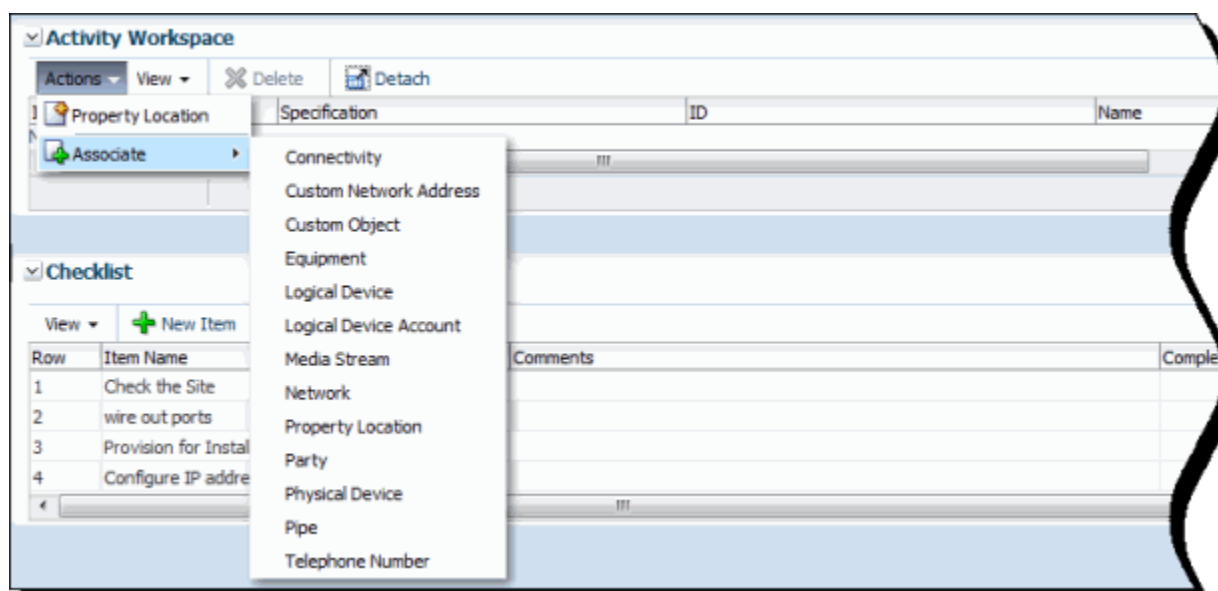 Activity Workspace
Actions View Delete Detach
Property Location Specification ID Name
Associate
Connectivity
Custom Network Address
Custom Object
Equipment
Logical Device
Logical Device Account
Media Stream
Network
Property Location
Party
Physical Device
Pipe
Telephone Number
Checklist
View New Item
Row Item Name Comments Comple
1 Check the Site
2 wire out ports
3 Provision for Instal
4 Configure IP addre